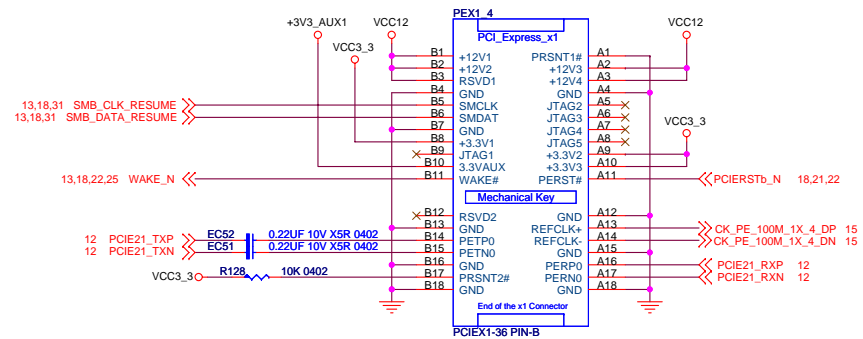 PEX1_4
+3V3_AUX1 VCC12 VCC12
PCI_Express_x1
VCC3_3
B1 +12V1 PRSNT1# A1
B2 +12V2 +12V3 A2
B3 RSVD1 +12V4 A3
B4 GND GND A4
13,18,31 SMB_CLK_RESUME B5 SMCLK JTAG2 A5
13,18,31 SMB_DATA_RESUME B6 SMDAT JTAG3 A6
B7 GND JTAG4 A7
VCC3_3
B8 +3.3V1 JTAG5 A8
B9 JTAG1 +3.3V2 A9
B10 3.3VAUX +3.3V3 A10
13,18,22,25 WAKE_N B11 WAKE# PERST# A11 PCIERSTb_N 18,21,22
Mechanical Key
B12 RSVD2 GND A12
B13 GND REFCLK+ A13 CK_PE_100M_1X_4_DP 15
12 PCIE21_TXP EC52 0.22UF 10V X5R 0402 B14 PETP0 REFCLK- A14 CK_PE_100M_1X_4_DN 15
12 PCIE21_TXN EC51 0.22UF 10V X5R 0402 B15 PETN0 GND A15
B16 GND PERP0 A16 PCIE21_RXP 12
VCC3_3 R128 10K 0402 B17 PRSNT2# PERN0 A17 PCIE21_RXN 12
B18 GND GND A18
End of the x1 Connector
PCIEX1-36 PIN-B